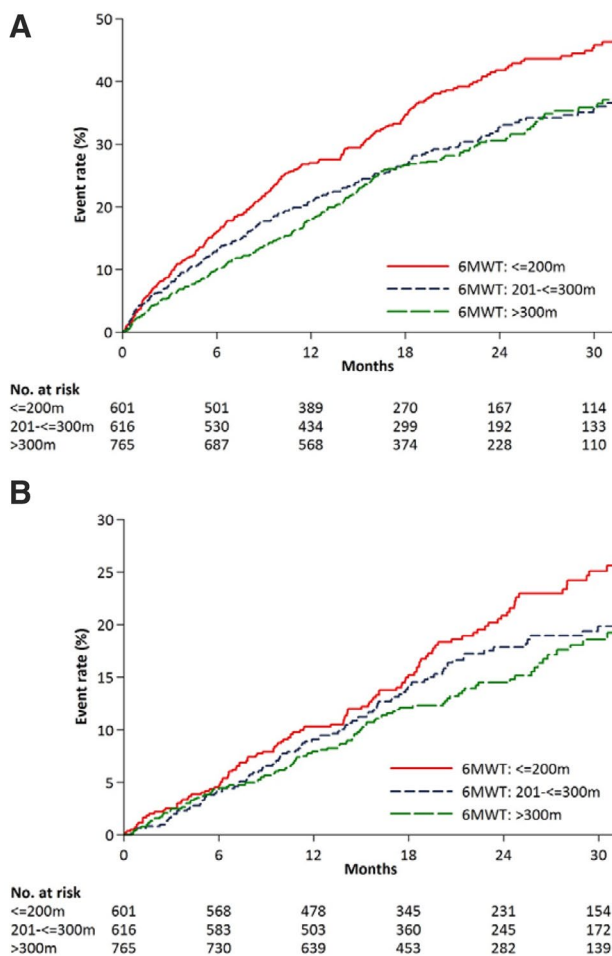 A
50
40
30
20
10
0
Event rate (%)
6MWT: <=200m
6MWT: 201-<=300m
6MWT: >300m
0 6 12 18 24 30
Months
No. at risk
<=200m 601 501 389 270 167 114
201-<=300m 616 530 434 299 192 133
>300m 765 687 568 374 228 110
B
30
25
20
15
10
5
0
Event rate (%)
6MWT: <=200m
6MWT: 201-<=300m
6MWT: >300m
0 6 12 18 24 30
Months
No. at risk
<=200m 601 568 478 345 231 154
201-<=300m 616 583 503 360 245 172
>300m 765 730 639 453 282 139